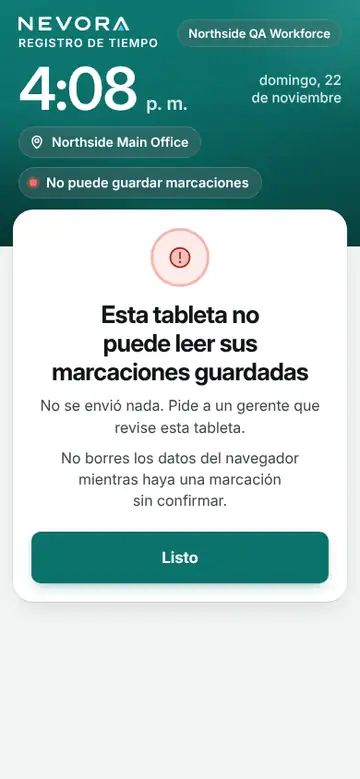 NEVORA
REGISTRO DE TIEMPO
Northside QA Workforce
4:08 p. m.
domingo, 22
de noviembre
Northside Main Office
No puede guardar marcaciones
Esta tableta no
puede leer sus
marcaciones guardadas
No se envió nada. Pide a un gerente que
revise esta tableta.
No borres los datos del navegador
mientras haya una marcación
sin confirmar.
Listo